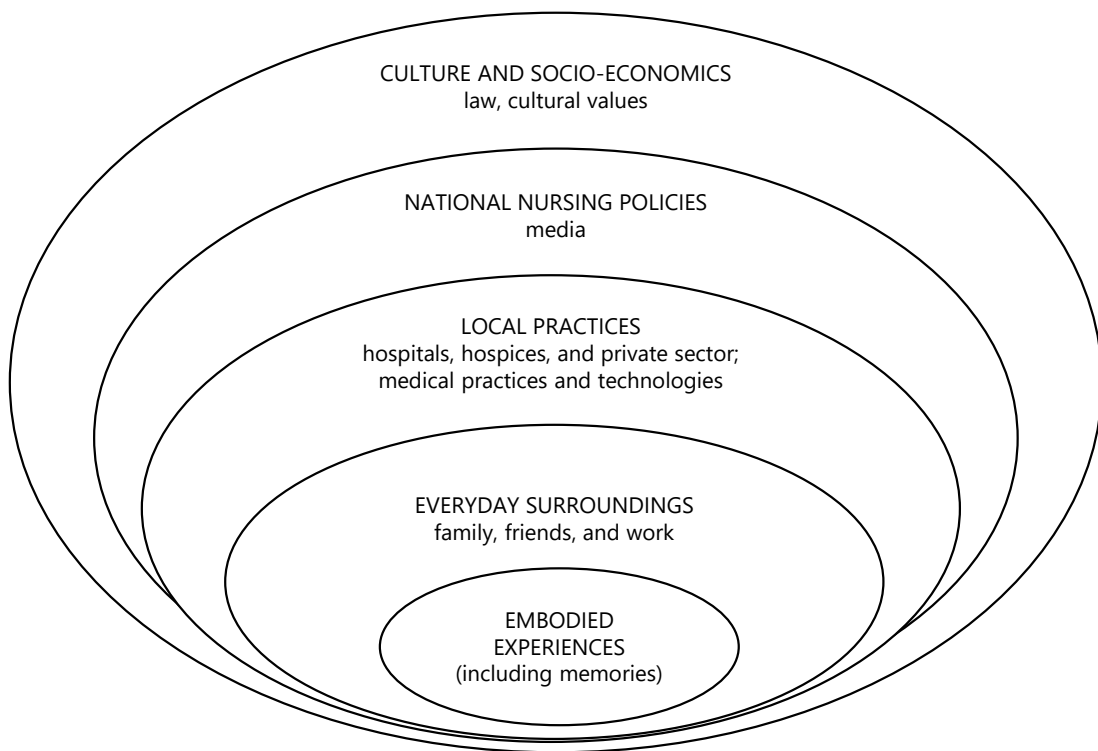 CULTURE AND SOCIO-ECONOMICS
law, cultural values
NATIONAL NURSING POLICIES
media
LOCAL PRACTICES
hospitals, hospices, and private sector;
medical practices and technologies
EVERYDAY SURROUNDINGS
family, friends, and work
EMBODIED
EXPERIENCES
(including memories)